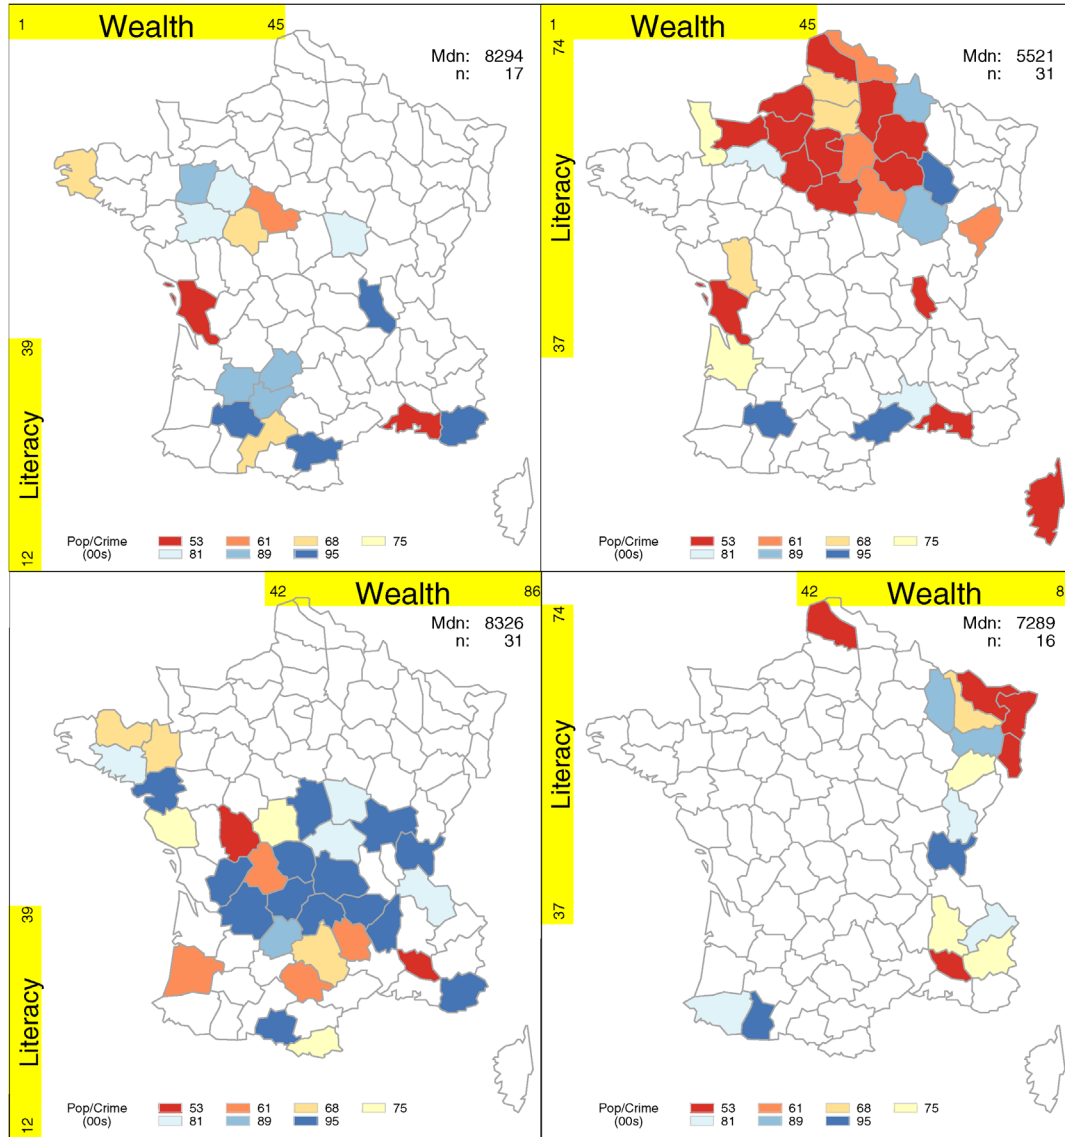 1 Wealth 45
Mdn: 8294
n: 17
39
Literacy
12
Pop/Crime 53 61 68 75
(00s) 81 89 95
1 Wealth 45
74
Mdn: 5521
n: 31
Literacy
37
Pop/Crime 53 61 68 75
(00s) 81 89 95
42 Wealth 86
Mdn: 8326
n: 31
39
Literacy
12
Pop/Crime 53 61 68 75
(00s) 81 89 95
42 Wealth 8
74
Mdn: 7289
n: 16
Literacy
37
Pop/Crime 53 61 68 75
(00s) 81 89 95